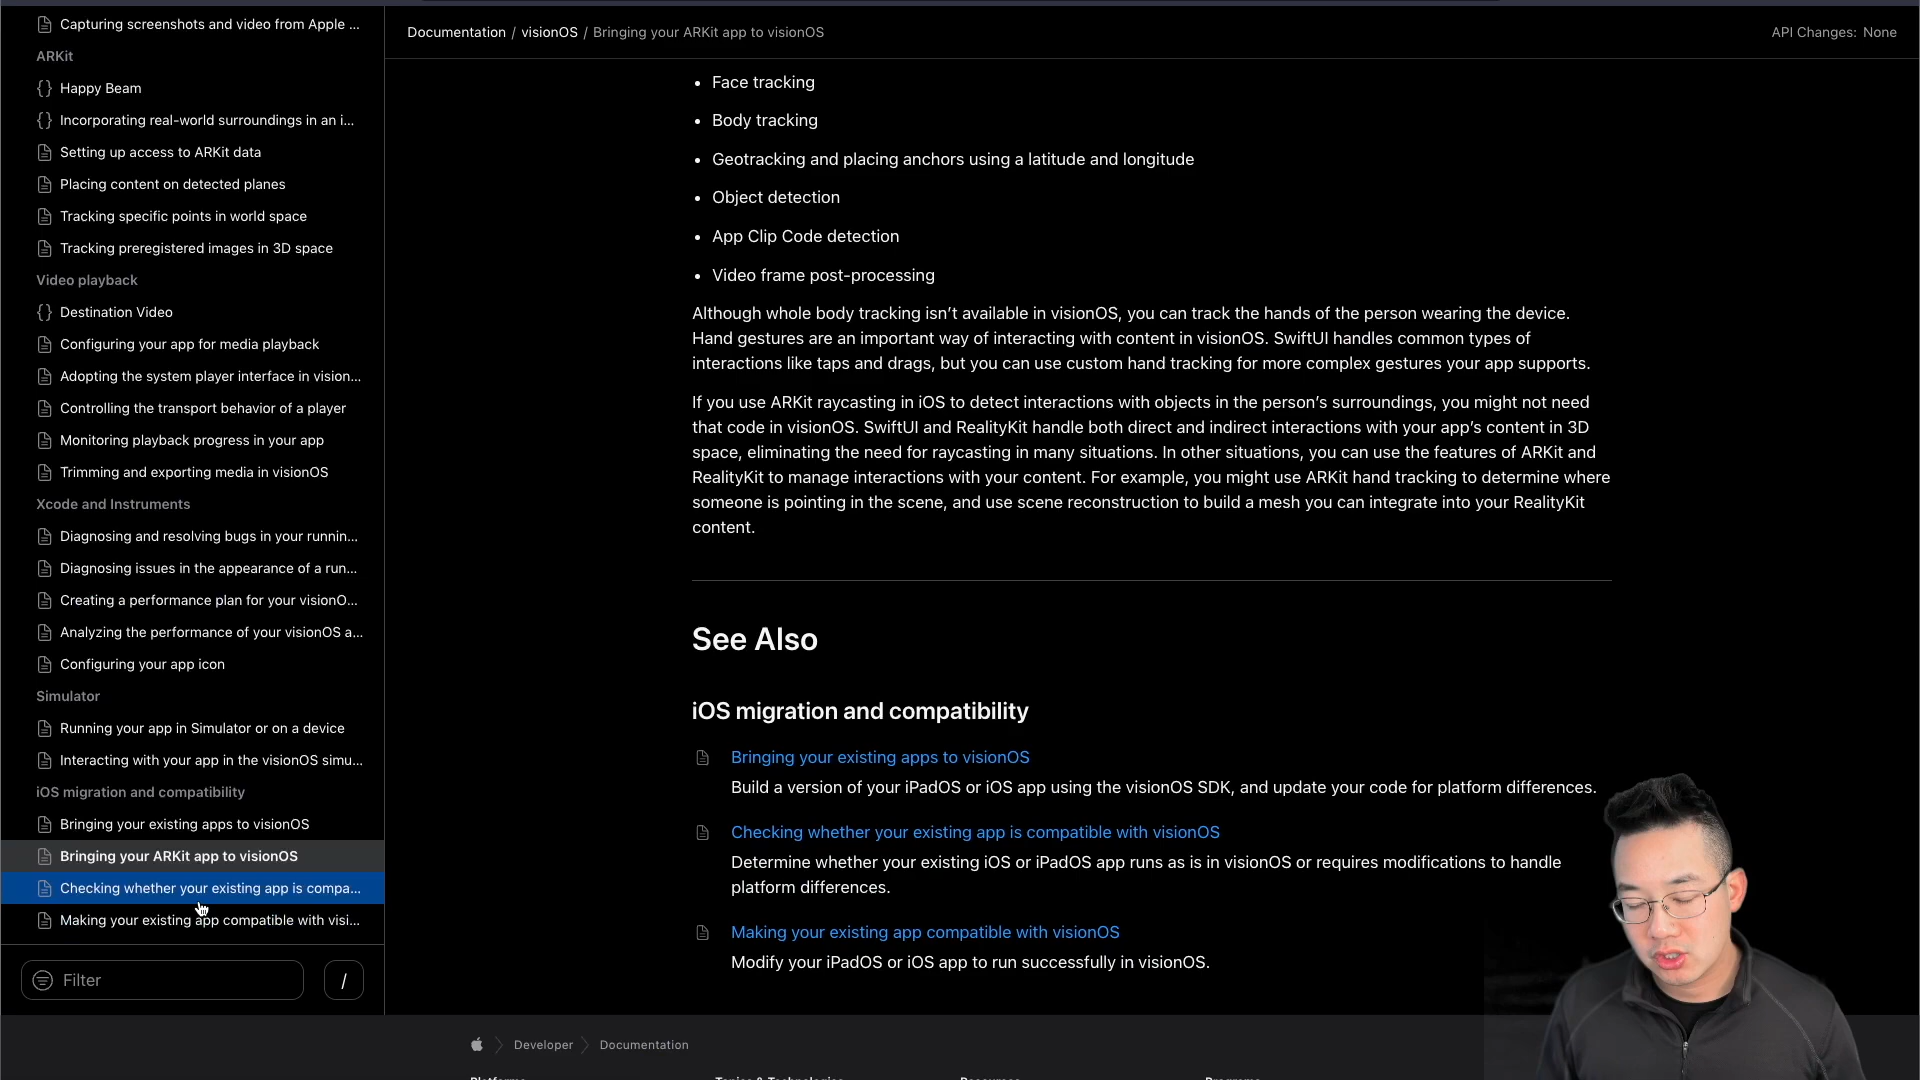 Capturing screenshots and video from Apple ...
ARKit
{} Happy Beam
{} Incorporating real-world surroundings in an i...
Setting up access to ARKit data
Placing content on detected planes
Tracking specific points in world space
Tracking preregistered images in 3D space
Video playback
{} Destination Video
Configuring your app for media playback
Adopting the system player interface in vision...
Controlling the transport behavior of a player
Monitoring playback progress in your app
Trimming and exporting media in visionOS
Xcode and Instruments
Diagnosing and resolving bugs in your runnin...
Diagnosing issues in the appearance of a run...
Creating a performance plan for your visionO...
Analyzing the performance of your visionOS a...
Configuring your app icon
Simulator
Running your app in Simulator or on a device
Interacting with your app in the visionOS simu...
iOS migration and compatibility
Bringing your existing apps to visionOS
Bringing your ARKit app to visionOS
Checking whether your existing app is compa...
Making your existing app compatible with visi...
Filter
/
Documentation / visionOS / Bringing your ARKit app to visionOS
API Changes: None
• Face tracking
• Body tracking
• Geotracking and placing anchors using a latitude and longitude
• Object detection
• App Clip Code detection
• Video frame post-processing
Although whole body tracking isn’t available in visionOS, you can track the hands of the person wearing the device.
Hand gestures are an important way of interacting with content in visionOS. SwiftUI handles common types of
interactions like taps and drags, but you can use custom hand tracking for more complex gestures your app supports.
If you use ARKit raycasting in iOS to detect interactions with objects in the person’s surroundings, you might not need
that code in visionOS. SwiftUI and RealityKit handle both direct and indirect interactions with your app’s content in 3D
space, eliminating the need for raycasting in many situations. In other situations, you can use the features of ARKit and
RealityKit to manage interactions with your content. For example, you might use ARKit hand tracking to determine where
someone is pointing in the scene, and use scene reconstruction to build a mesh you can integrate into your RealityKit
content.
See Also
iOS migration and compatibility
Bringing your existing apps to visionOS
Build a version of your iPadOS or iOS app using the visionOS SDK, and update your code for platform differences.
Checking whether your existing app is compatible with visionOS
Determine whether your existing iOS or iPadOS app runs as is in visionOS or requires modifications to handle
platform differences.
Making your existing app compatible with visionOS
Modify your iPadOS or iOS app to run successfully in visionOS.
Developer
Documentation
Platforms
Topics & Technologies
Resources
Programs